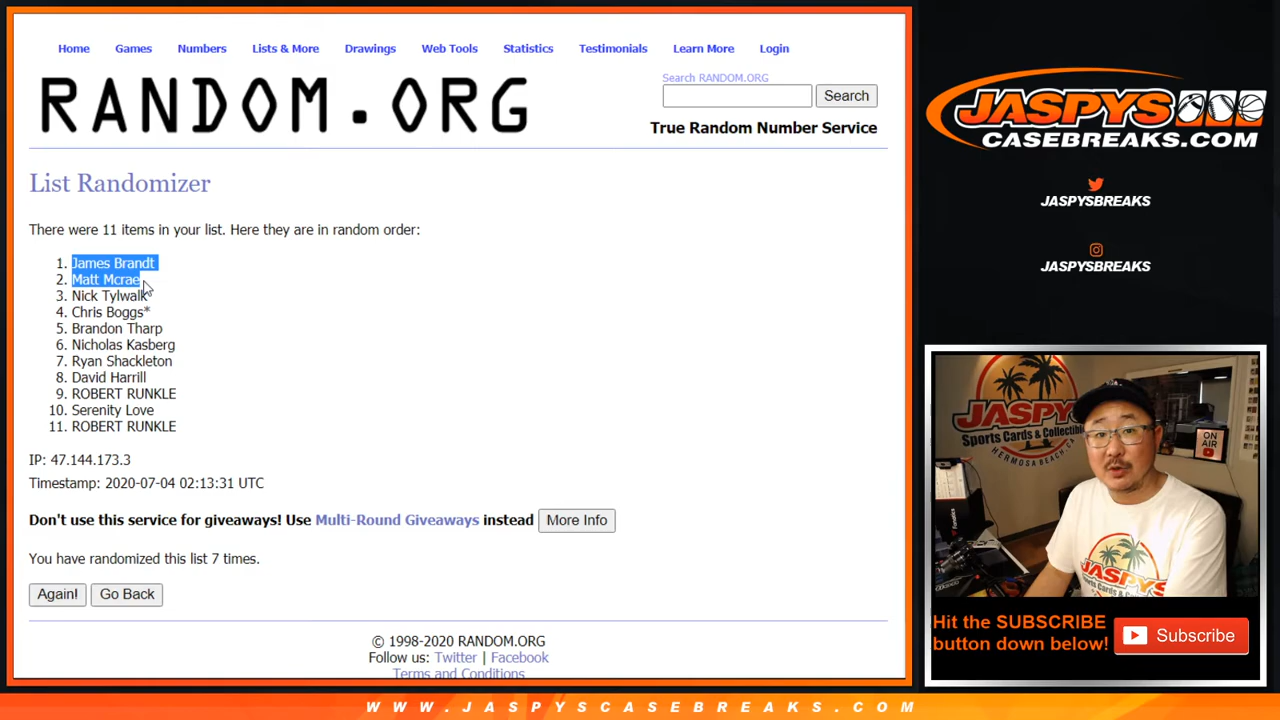 Home Games Numbers Lists & More Drawings Web Tools Statistics Testimonials Learn More Login
RANDOM.ORG
Search RANDOM.ORG
Search
True Random Number Service
List Randomizer
There were 11 items in your list. Here they are in random order:
1. James Brandt
2. Matt Mcrae
3. Nick Tylwalk
4. Chris Boggs*
5. Brandon Tharp
6. Nicholas Kasberg
7. Ryan Shackleton
8. David Harrill
9. ROBERT RUNKLE
10. Serenity Love
11. ROBERT RUNKLE
IP: 47.144.173.3
Timestamp: 2020-07-04 02:13:31 UTC
Don't use this service for giveaways! Use Multi-Round Giveaways instead More Info
You have randomized this list 7 times.
Again! Go Back
© 1998-2020 RANDOM.ORG
Follow us: Twitter | Facebook
Terms and Conditions
JASPYS
CASEBREAKS.COM
JASPYSBREAKS
JASPYSBREAKS
JASPYS
Sports Cards & Collectibles
HERMOSA BEACH, CA
ON AIR
JASPYS
Hit the SUBSCRIBE
button down below!
Subscribe
WWW.JASPYSCASEBREAKS.COM